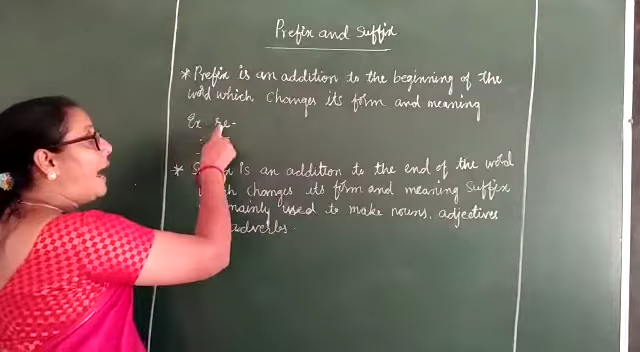 Prefix and Suffix
* Prefix is an addition to the beginning of the
word which changes its form and meaning
Ex re-
* is an addition to the end of the word
changes its form and meaning Suffix
mainly used to make nouns, adjectives
adverbs.